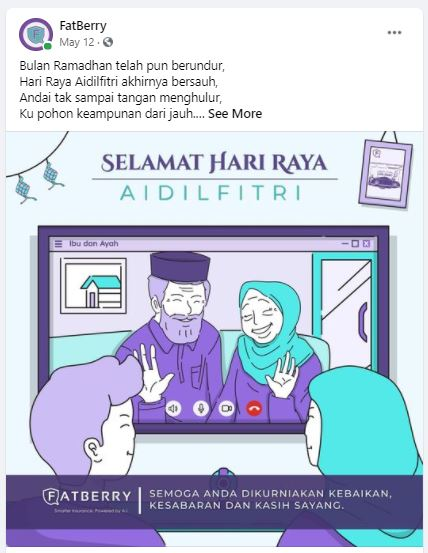 FatBerry
May 12
Bulan Ramadhan telah pun berundur,
Hari Raya Aidilfitri akhirnya bersauh,
Andai tak sampai tangan menghulur,
Ku pohon keampunan dari jauh.... See More
SELAMAT HARI RAYA
AIDILFITRI
Ibu dan Ayah
FATBERRY
Smarter Insurance. Powered by A.I.
SEMOGA ANDA DIKURNIAKAN KEBAIKAN,
KESABARAN DAN KASIH SAYANG.